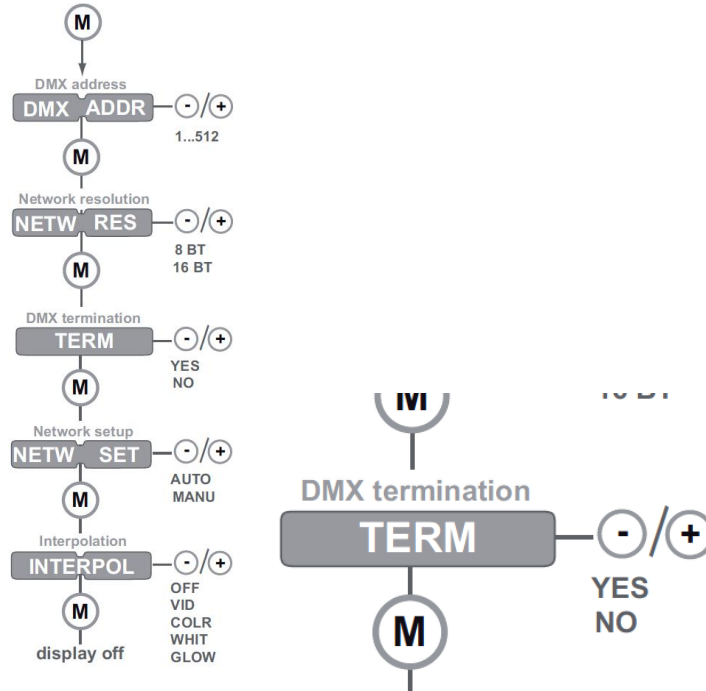 M
DMX address
DMX ADDR - / +
1...512
M
Network resolution
NETW RES - / +
8 BT
16 BT
M
DMX termination
TERM - / +
YES
NO
M
Network setup
NETW SET - / +
AUTO
MANU
M
Interpolation
INTERPOL - / +
OFF
VID
COLR
WHIT
GLOW
M
display off
M
DMX termination
TERM - / +
YES
NO
M